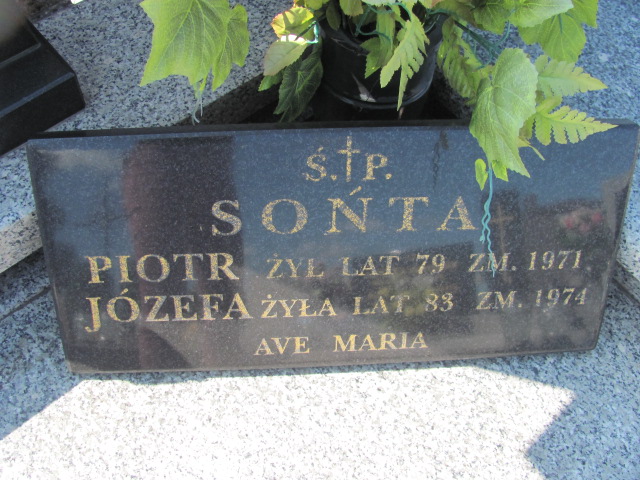 Ś.†P.
SOŃTA
PIOTR ŻYŁ LAT 79 ZM. 1971
JÓZEFA ŻYŁA LAT 83 ZM. 1974
AVE MARIA